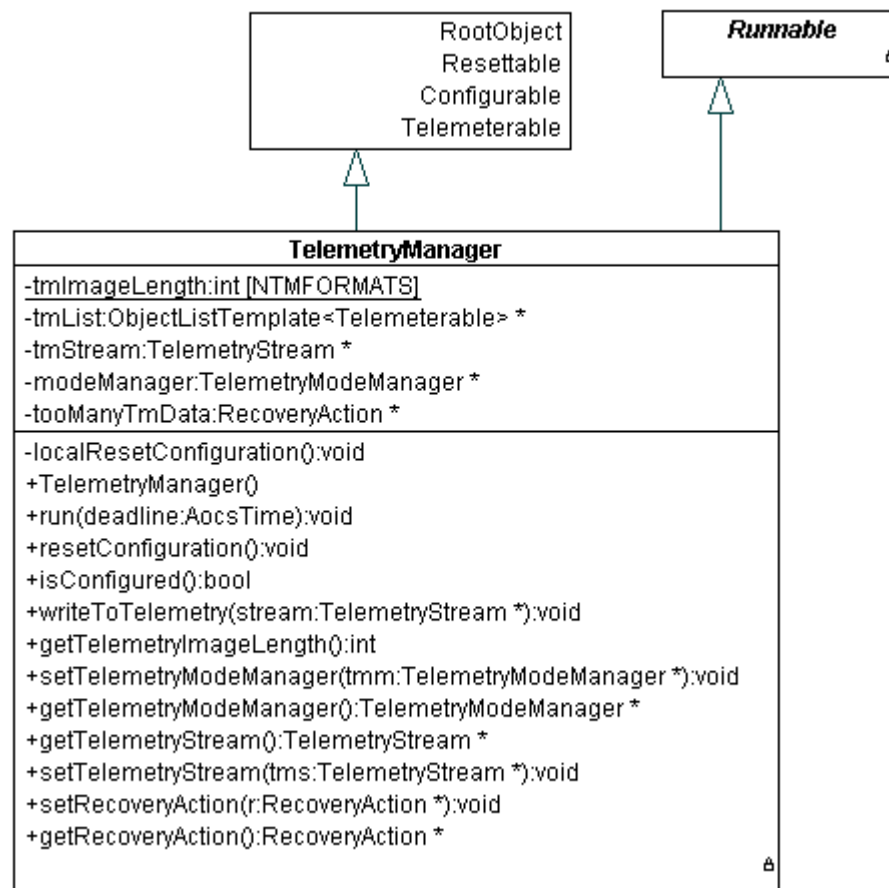 RootObject
Resettable
Configurable
Telemeterable
Runnable
TelemetryManager
-tmImageLength:int [NTMFORMATS]
-tmList:ObjectListTemplate<Telemeterable> *
-tmStream:TelemetryStream *
-modeManager:TelemetryModeManager *
-tooManyTmData:RecoveryAction *
-localResetConfiguration():void
+TelemetryManager()
+run(deadline:AocsTime):void
+resetConfiguration():void
+isConfigured():bool
+writeToTelemetry(stream:TelemetryStream *):void
+getTelemetryImageLength():int
+setTelemetryModeManager(tmm:TelemetryModeManager *):void
+getTelemetryModeManager():TelemetryModeManager *
+getTelemetryStream():TelemetryStream *
+setTelemetryStream(tms:TelemetryStream *):void
+setRecoveryAction(r:RecoveryAction *):void
+getRecoveryAction():RecoveryAction *